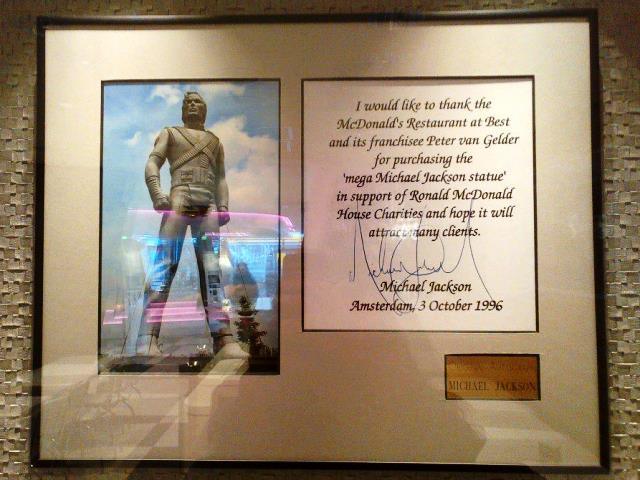 I would like to thank the
McDonald's Restaurant at Best
and its franchisee Peter van Gelder
for purchasing the
'mega Michael Jackson statue'
in support of Ronald McDonald
House Charities and hope it will
attract many clients.
Michael Jackson
Amsterdam, 3 October 1996
MICHAEL JACKSON